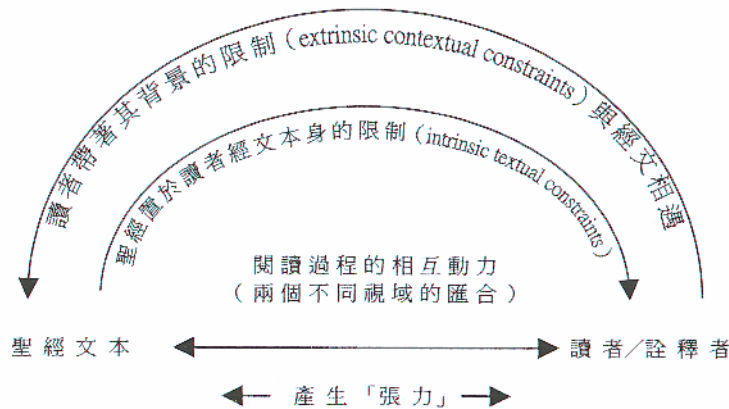 讀者帶著其背景的限制（extrinsic contextual constraints）與經文相遇
聖經置於讀者經文本身的限制（intrinsic textual constraints）
閱讀過程的相互動力
（兩個不同視域的匯合）
聖經文本
讀者／詮釋者
產生「張力」